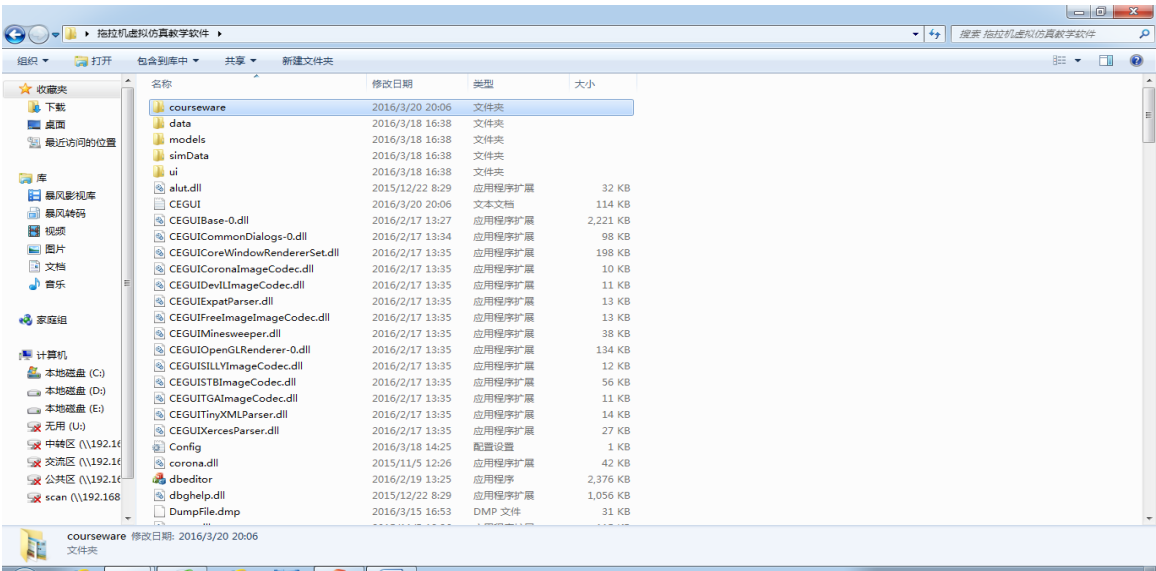 拖拉机虚拟仿真教学软件
搜索 拖拉机虚拟仿真教学软件
组织 打开 包含到库中 共享 新建文件夹
收藏夹
下载
桌面
最近访问的位置
库
暴风影视库
暴风转码
视频
图片
文档
音乐
家庭组
计算机
本地磁盘 (C:)
本地磁盘 (D:)
本地磁盘 (E:)
无用 (U:)
中转区 (\\192.16
交流区 (\\192.16
公共区 (\\192.16
scan (\\192.168
名称 修改日期 类型 大小
courseware 2016/3/20 20:06 文件夹
data 2016/3/18 16:38 文件夹
models 2016/3/18 16:38 文件夹
simData 2016/3/18 16:38 文件夹
ui 2016/3/18 16:38 文件夹
alut.dll 2015/12/22 8:29 应用程序扩展 32 KB
CEGUI 2016/3/20 20:06 文本文档 114 KB
CEGUIBase-0.dll 2016/2/17 13:27 应用程序扩展 2,221 KB
CEGUICommonDialogs-0.dll 2016/2/17 13:34 应用程序扩展 98 KB
CEGUICoreWindowRendererSet.dll 2016/2/17 13:35 应用程序扩展 198 KB
CEGUICoronaImageCodec.dll 2016/2/17 13:35 应用程序扩展 10 KB
CEGUIDevILImageCodec.dll 2016/2/17 13:35 应用程序扩展 11 KB
CEGUIExpatParser.dll 2016/2/17 13:35 应用程序扩展 13 KB
CEGUIFreeImageImageCodec.dll 2016/2/17 13:35 应用程序扩展 13 KB
CEGUIMinesweeper.dll 2016/2/17 13:35 应用程序扩展 38 KB
CEGUIOpenGLRenderer-0.dll 2016/2/17 13:35 应用程序扩展 134 KB
CEGUISILLYImageCodec.dll 2016/2/17 13:35 应用程序扩展 12 KB
CEGUISTBImageCodec.dll 2016/2/17 13:35 应用程序扩展 56 KB
CEGUITGAImageCodec.dll 2016/2/17 13:35 应用程序扩展 11 KB
CEGUITinyXMLParser.dll 2016/2/17 13:35 应用程序扩展 14 KB
CEGUIXercesParser.dll 2016/2/17 13:35 应用程序扩展 27 KB
Config 2016/3/18 14:25 配置设置 1 KB
corona.dll 2015/11/5 12:26 应用程序扩展 42 KB
dbeditor 2016/2/19 13:25 应用程序 2,376 KB
dbghelp.dll 2015/12/22 8:29 应用程序扩展 1,056 KB
DumpFile.dmp 2016/3/15 16:53 DMP 文件 31 KB
courseware 修改日期: 2016/3/20 20:06
文件夹